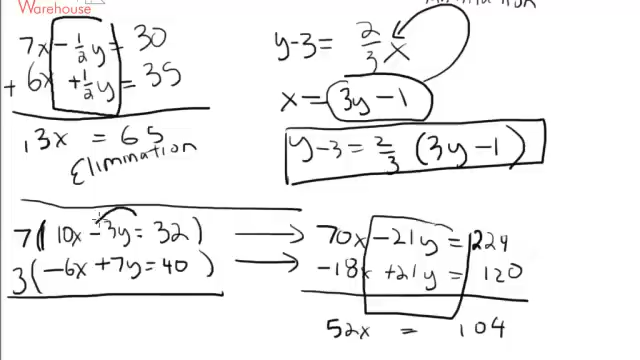 Warehouse
7x - 1/2y = 30
+ 6x + 1/2y = 35
13x = 65
Elimination
y-3 = 2/3 x
x = 3y - 1
y-3 = 2/3 (3y - 1)
7( 10x - 3y = 32)
3( -6x + 7y = 40 )
70x - 21y = 224
-18x + 21y = 120
52x = 104